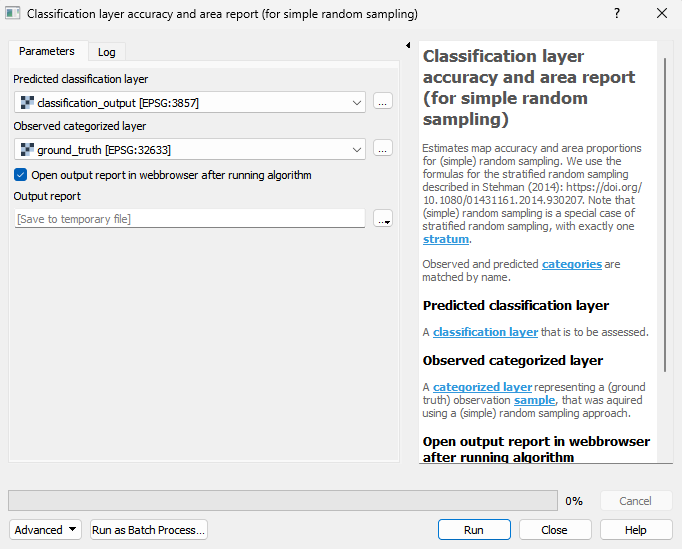 Classification layer accuracy and area report (for simple random sampling)
?
Parameters
Log
Predicted classification layer
classification_output [EPSG:3857]
...
Observed categorized layer
ground_truth [EPSG:32633]
...
Open output report in webbrowser after running algorithm
Output report
[Save to temporary file]
...
Classification layer
accuracy and area report
(for simple random
sampling)
Estimates map accuracy and area proportions
for (simple) random sampling. We use the
formulas for the stratified random sampling
described in Stehman (2014): https://doi.org/
10.1080/01431161.2014.930207. Note that
(simple) random sampling is a special case of
stratified random sampling, with exactly one
stratum.
Observed and predicted categories are
matched by name.
Predicted classification layer
A classification layer that is to be assessed.
Observed categorized layer
A categorized layer representing a (ground
truth) observation sample, that was aquired
using a (simple) random sampling approach.
Open output report in webbrowser
after running algorithm
0%
Cancel
Advanced
Run as Batch Process...
Run
Close
Help